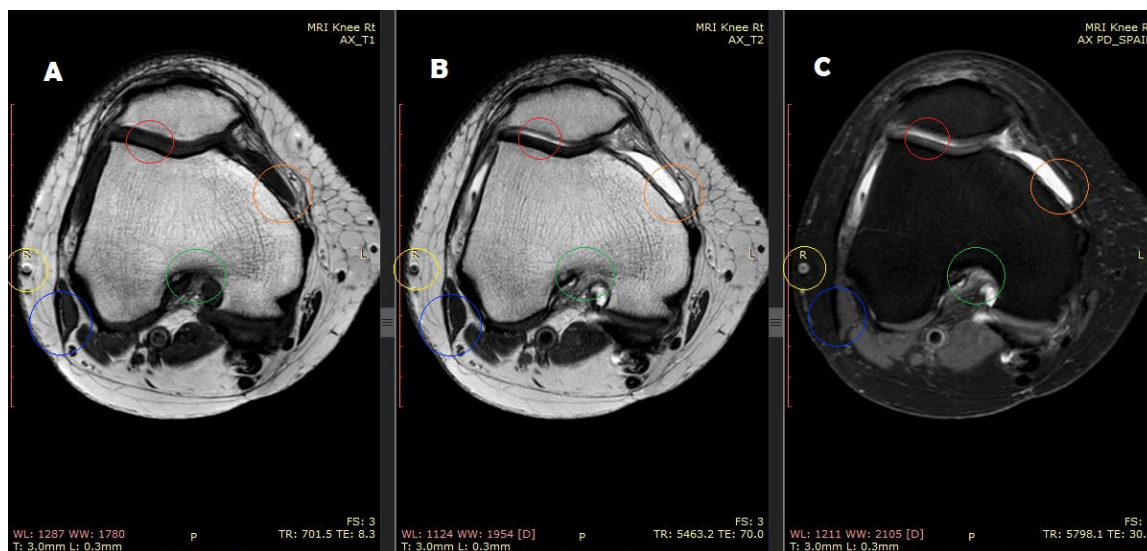 A
MRI Knee Rt
AX_T1
R
L
FS: 3
WL: 1287 WW: 1780
TR: 701.5 TE: 8.3
T: 3.0mm L: 0.3mm
P
B
MRI Knee Rt
AX_T2
R
L
FS: 3
WL: 1124 WW: 1954 [D]
TR: 5463.2 TE: 70.0
T: 3.0mm L: 0.3mm
P
C
MRI Knee R
AX PD_SPAI
R
L
FS:
WL: 1211 WW: 2105 [D]
TR: 5798.1 TE: 30
T: 3.0mm L: 0.3mm
P